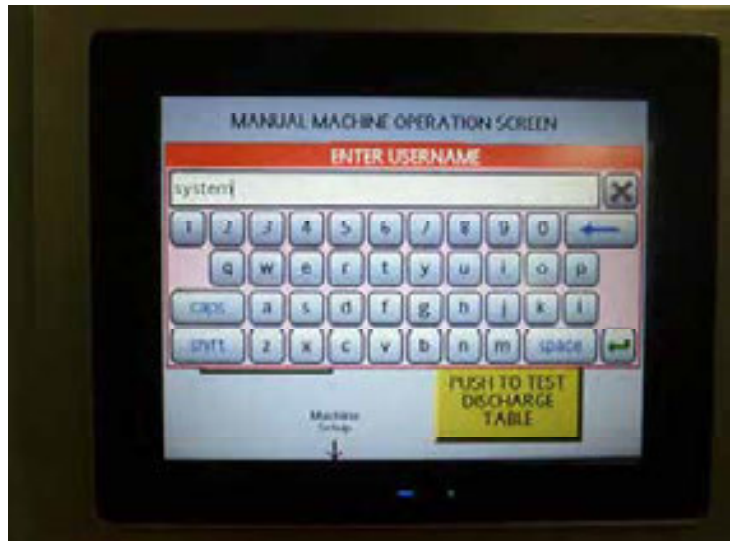 MANUAL MACHINE OPERATION SCREEN
ENTER USERNAME
system
1 2 3 4 5 6 7 8 9 0
q w e r t y u i o p
caps a s d f g h j k l
shift z x c v b n m space
PUSH TO TEST
DISCHARGE
TABLE
Machine
Setup